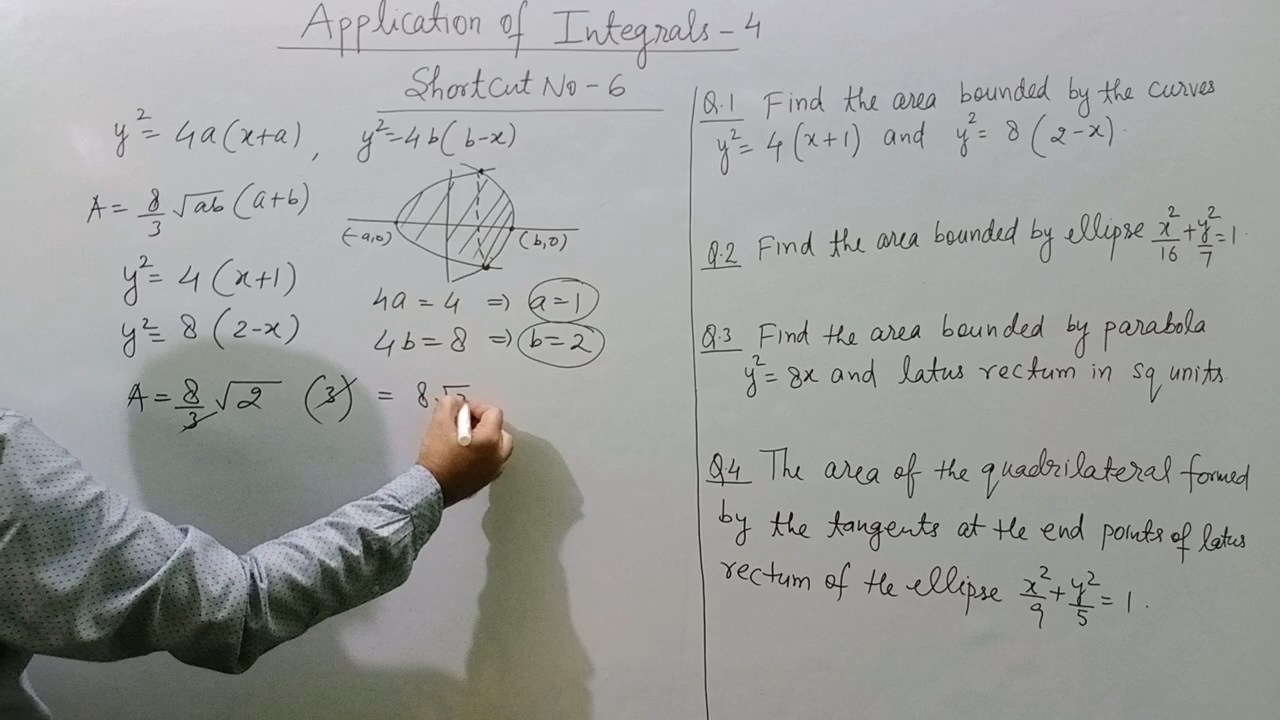 Application of Integrals-4
Shortcut No-6
y² = 4a(x+a), y² = 4b(b-x)
A = 8/3 √ab (a+b)
(-a,0) (b,0)
y² = 4(x+1)
4a = 4 => a=1
y² = 8(2-x)
4b = 8 => b=2
A = 8/3 √2 (3) = 8√
Q.1 Find the area bounded by the curves
y² = 4(x+1) and y² = 8(2-x).
Q.2 Find the area bounded by ellipse x²/16 + y²/7 = 1.
Q.3 Find the area bounded by parabola
y² = 8x and latus rectum in sq units.
Q.4 The area of the quadrilateral formed
by the tangents at the end points of latus
rectum of the ellipse x²/9 + y²/5 = 1.